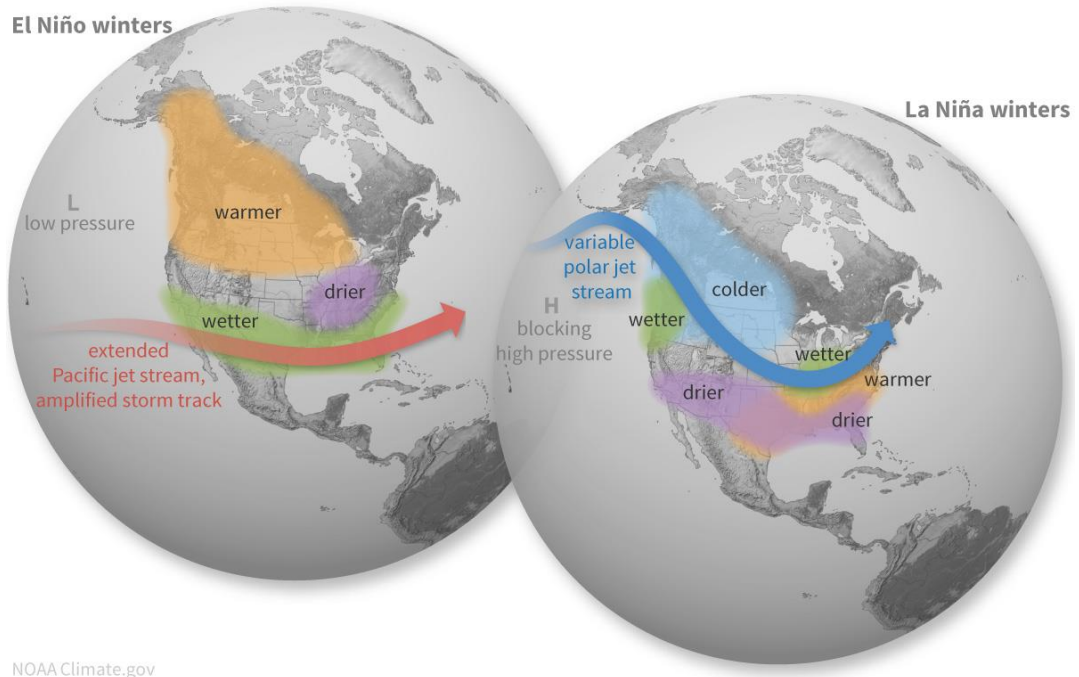 El Niño winters
L
low pressure
warmer
drier
wetter
extended
Pacific jet stream,
amplified storm track
La Niña winters
variable
polar jet
stream
colder
H
blocking
high pressure
wetter
wetter
warmer
drier
drier
NOAA Climate.gov